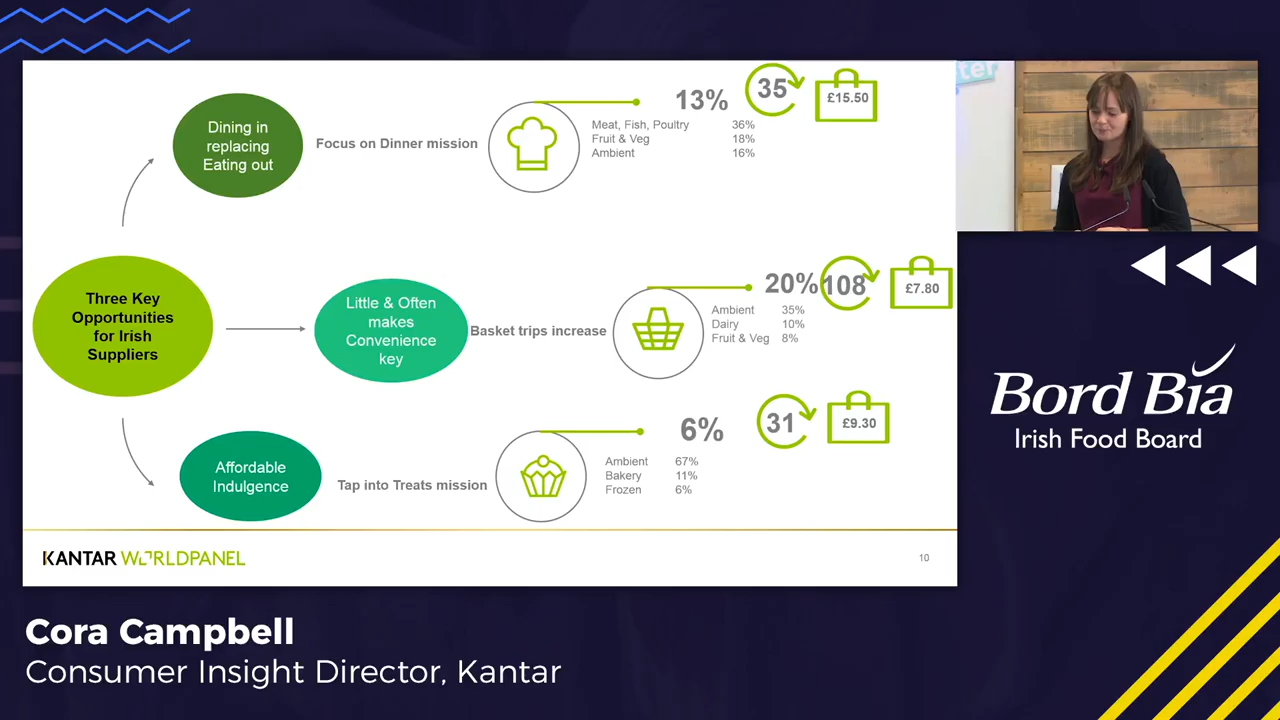 ter
Dining in
replacing
Eating out
Focus on Dinner mission
13%
35
£15.50
Meat, Fish, Poultry 36%
Fruit & Veg 18%
Ambient 16%
Three Key
Opportunities
for Irish
Suppliers
Little & Often
makes
Convenience
key
Basket trips increase
20%
108
£7.80
Ambient 35%
Dairy 10%
Fruit & Veg 8%
Affordable
Indulgence
Tap into Treats mission
6%
31
£9.30
Ambient 67%
Bakery 11%
Frozen 6%
KANTAR WORLDPANEL
10
Bord Bia
Irish Food Board
Cora Campbell
Consumer Insight Director, Kantar